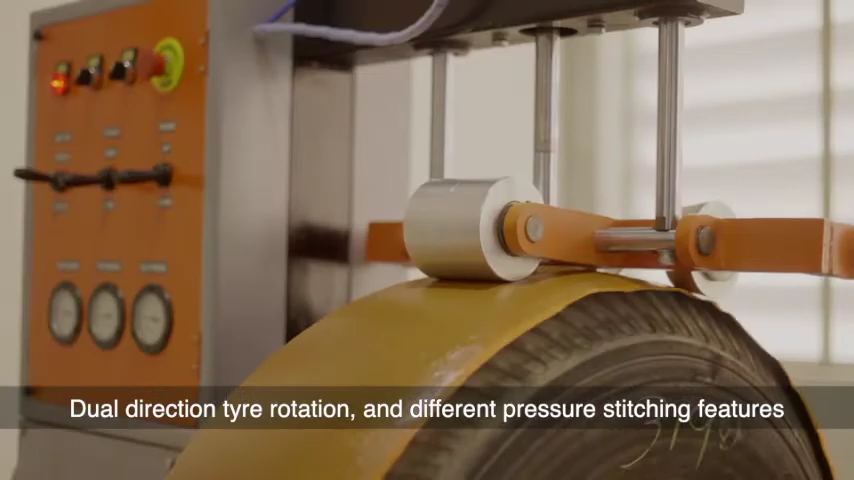 Dual direction tyre rotation, and different pressure stitching features